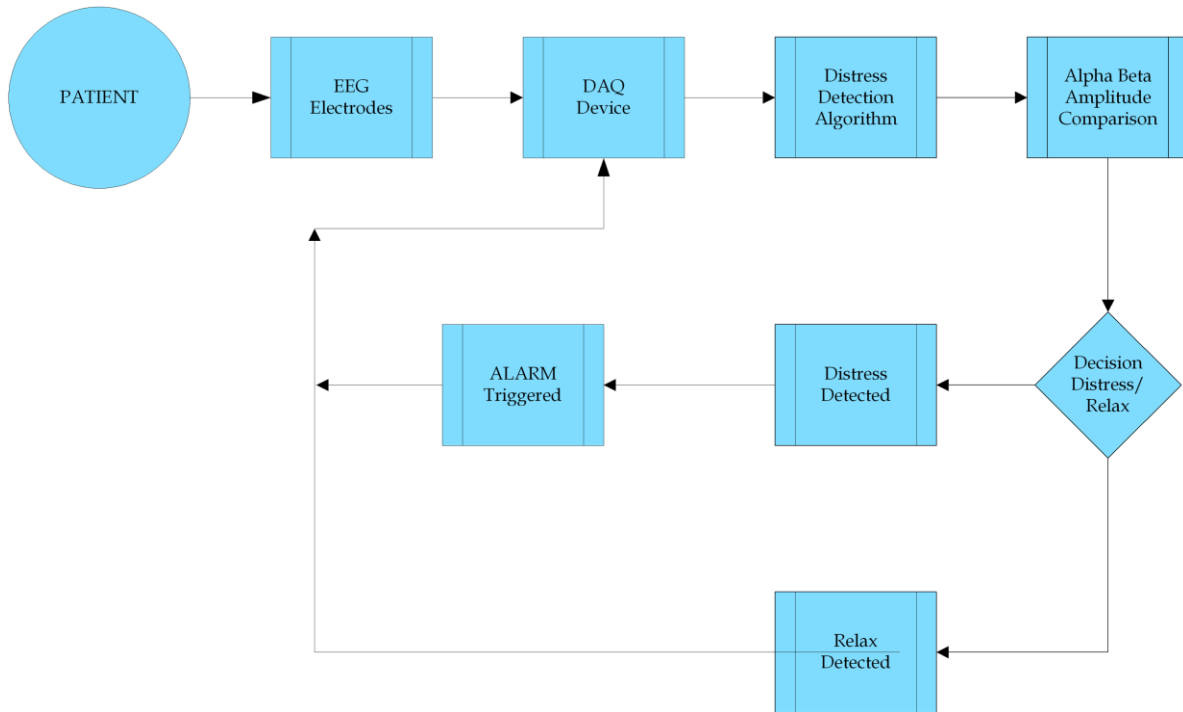 PATIENT
EEG
Electrodes
DAQ
Device
Distress
Detection
Algorithm
Alpha Beta
Amplitude
Comparison
ALARM
Triggered
Distress
Detected
Decision
Distress/
Relax
Relax
Detected